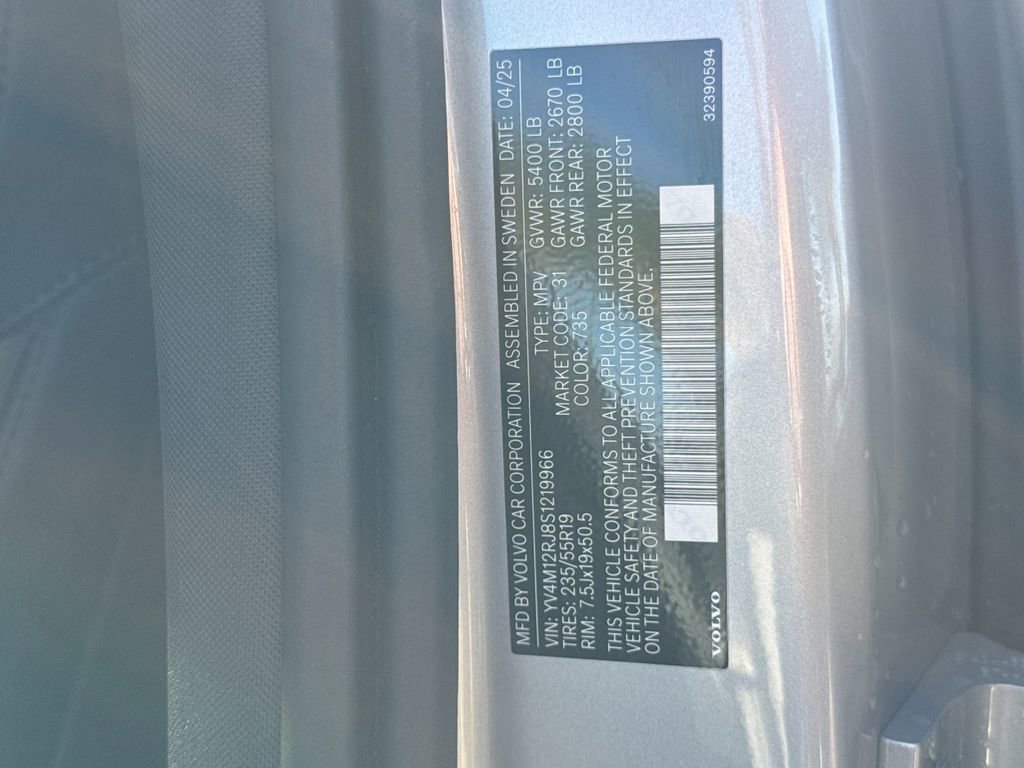 MFD BY VOLVO CAR CORPORATION ASSEMBLED IN SWEDEN DATE: 04/25
VIN: YV4M12RJBS1219966 TYPE: MPV GVWR: 5400 LB
TIRES: 235/55R19 MARKET CODE: 31 GAWR FRONT: 2670 LB
RIM: 7.5Jx19x50.5 COLOR: 735 GAWR REAR: 2800 LB
THIS VEHICLE CONFORMS TO ALL APPLICABLE FEDERAL MOTOR
VEHICLE SAFETY AND THEFT PREVENTION STANDARDS IN EFFECT
ON THE DATE OF MANUFACTURE SHOWN ABOVE.
VOLVO 32390594